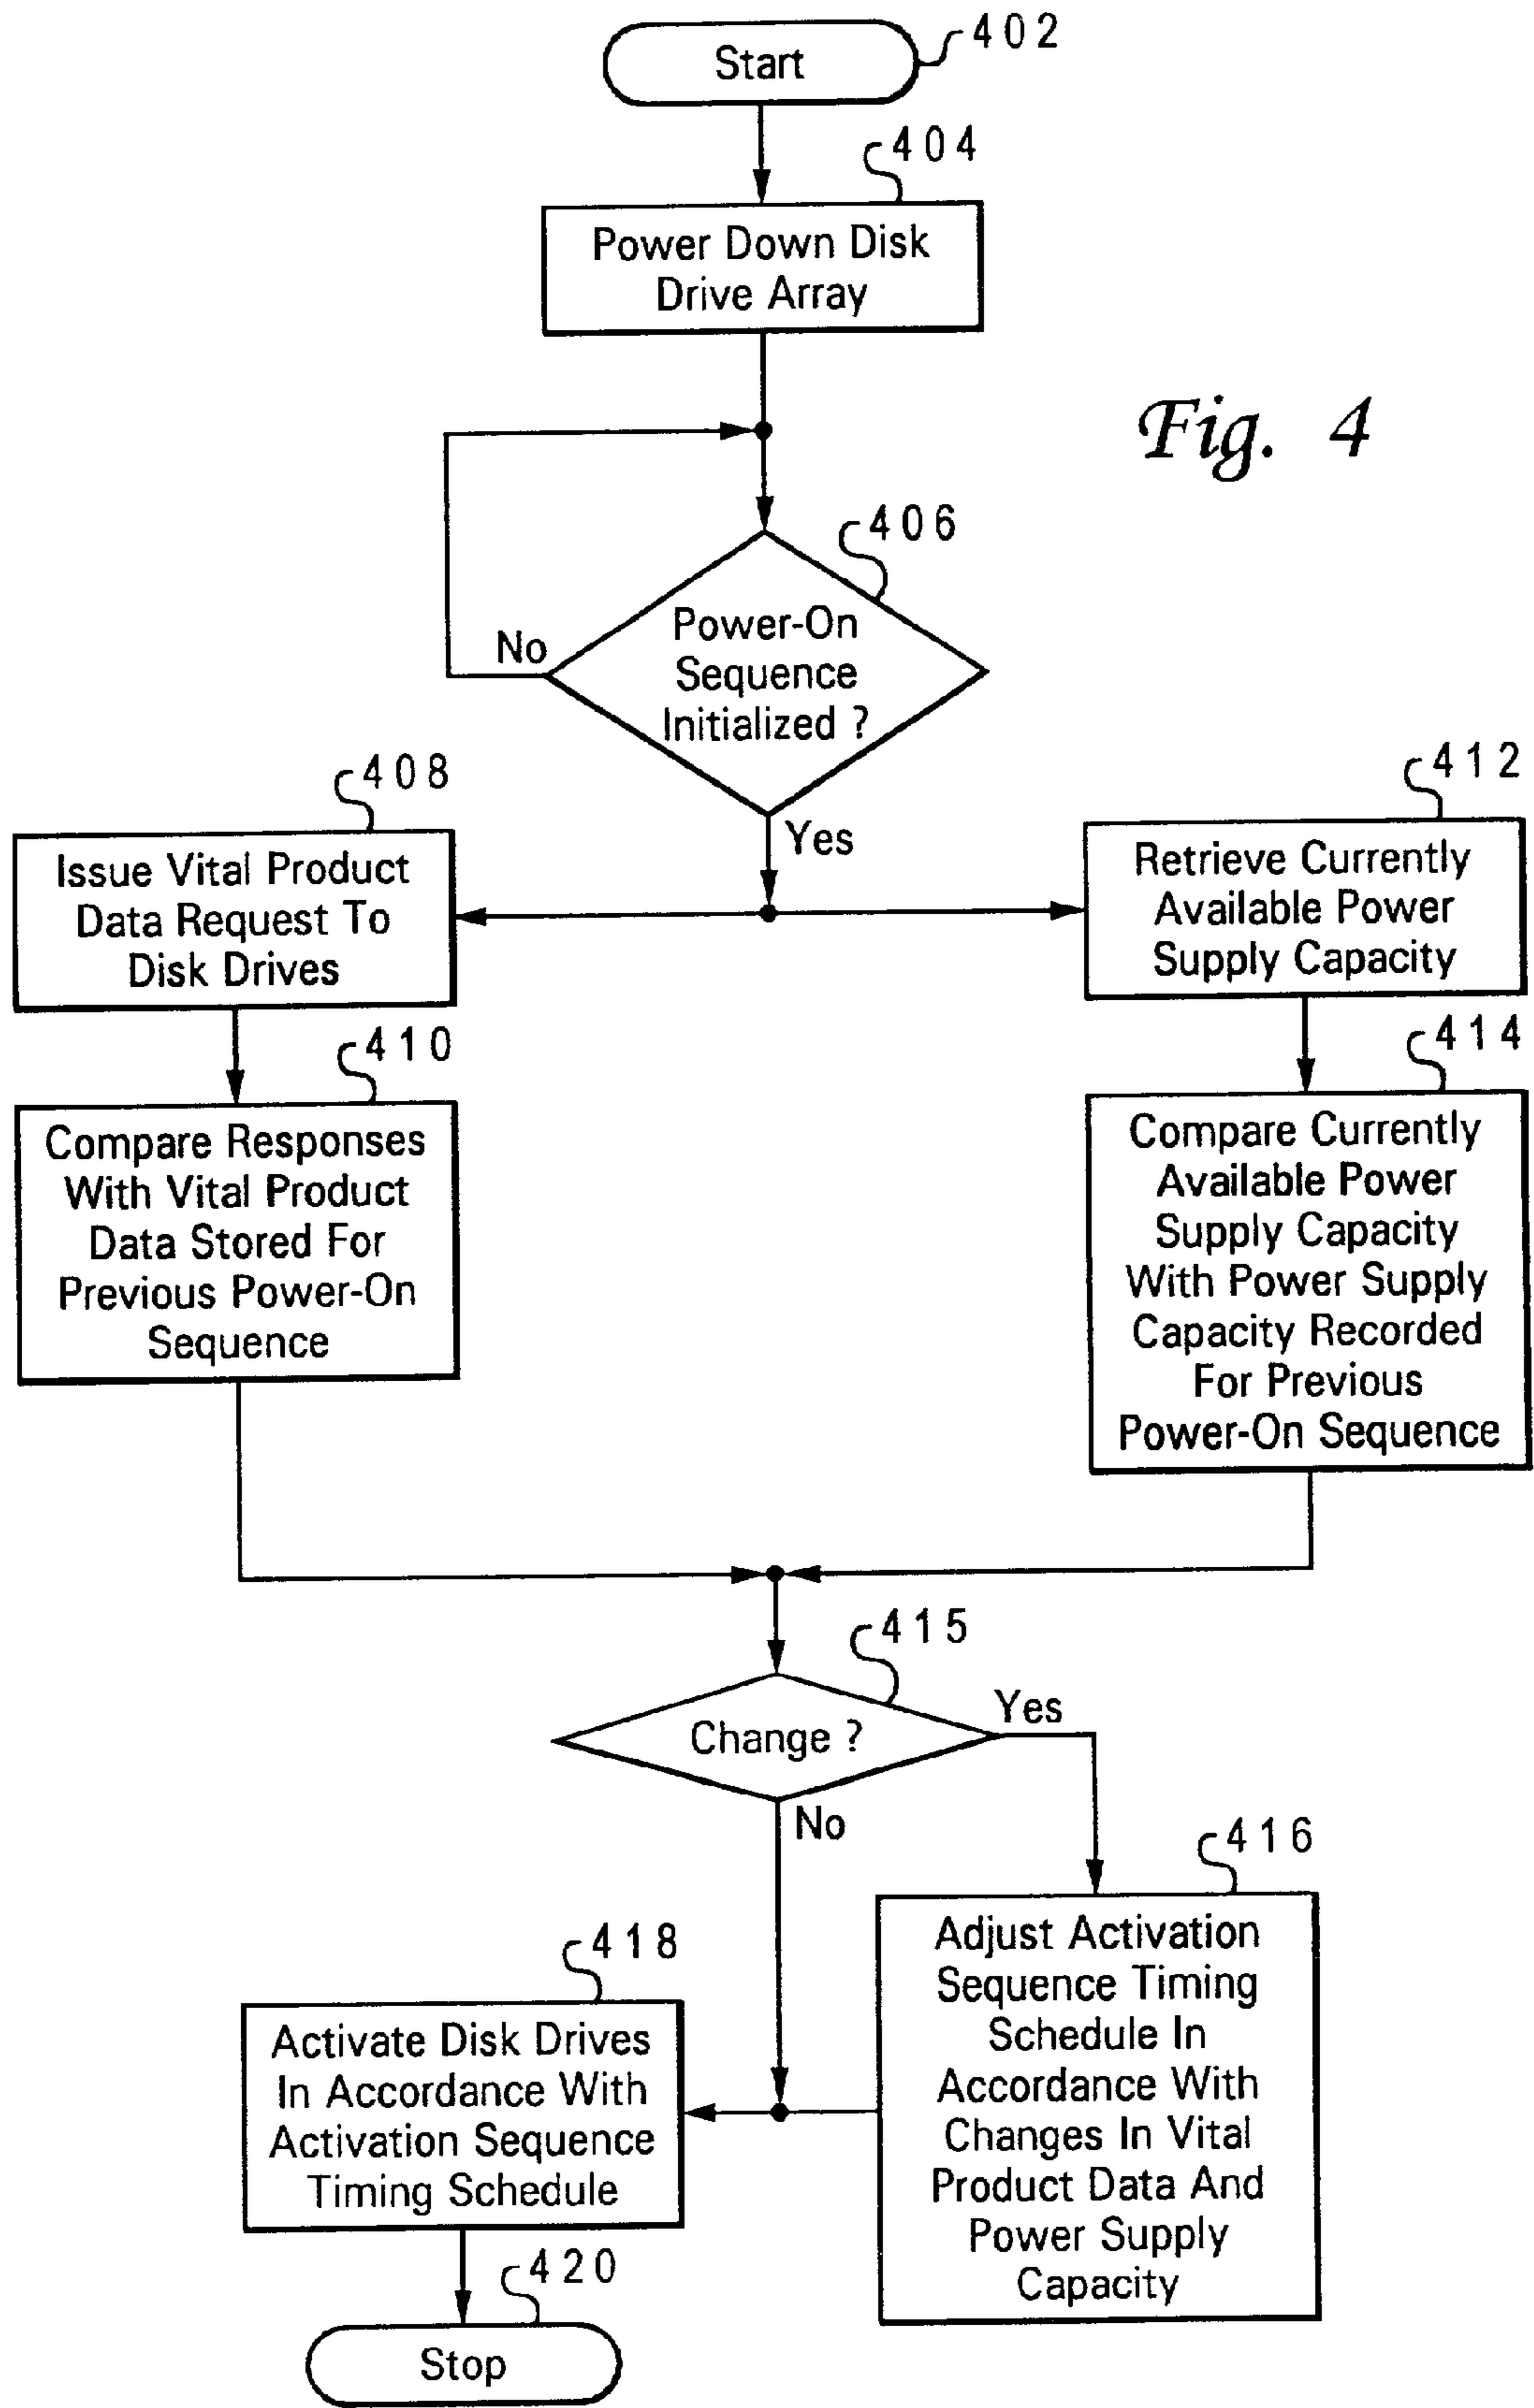 Start
402
404
Power Down Disk
Drive Array
Fig. 4
406
Power-On
Sequence
Initialized ?
No
Yes
408
Issue Vital Product
Data Request To
Disk Drives
412
Retrieve Currently
Available Power
Supply Capacity
410
Compare Responses
With Vital Product
Data Stored For
Previous Power-On
Sequence
414
Compare Currently
Available Power
Supply Capacity
With Power Supply
Capacity Recorded
For Previous
Power-On Sequence
415
Change ?
Yes
No
416
Adjust Activation
Sequence Timing
Schedule In
Accordance With
Changes In Vital
Product Data And
Power Supply
Capacity
418
Activate Disk Drives
In Accordance With
Activation Sequence
Timing Schedule
420
Stop